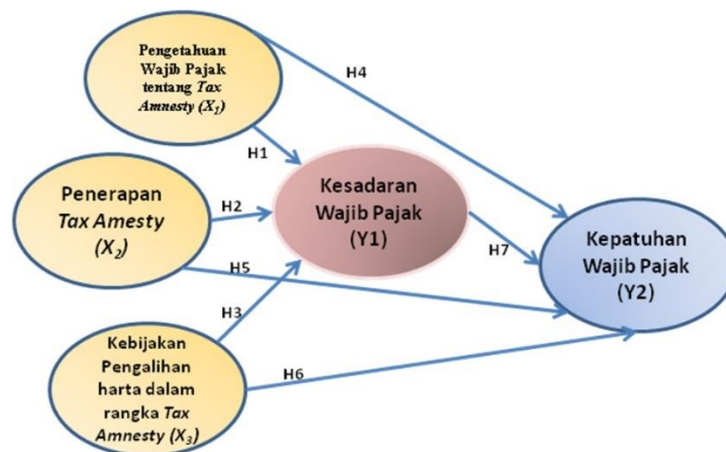 Pengetahuan
Wajib Pajak
tentang Tax
Amnesty (X1)
H4
H1
Penerapan
Tax Amesty
(X2)
H2
Kesadaran
Wajib Pajak
(Y1)
H7
Kepatuhan
Wajib Pajak
(Y2)
H5
H3
Kebijakan
Pengalihan
harta dalam
rangka Tax
Amnesty (X3)
H6